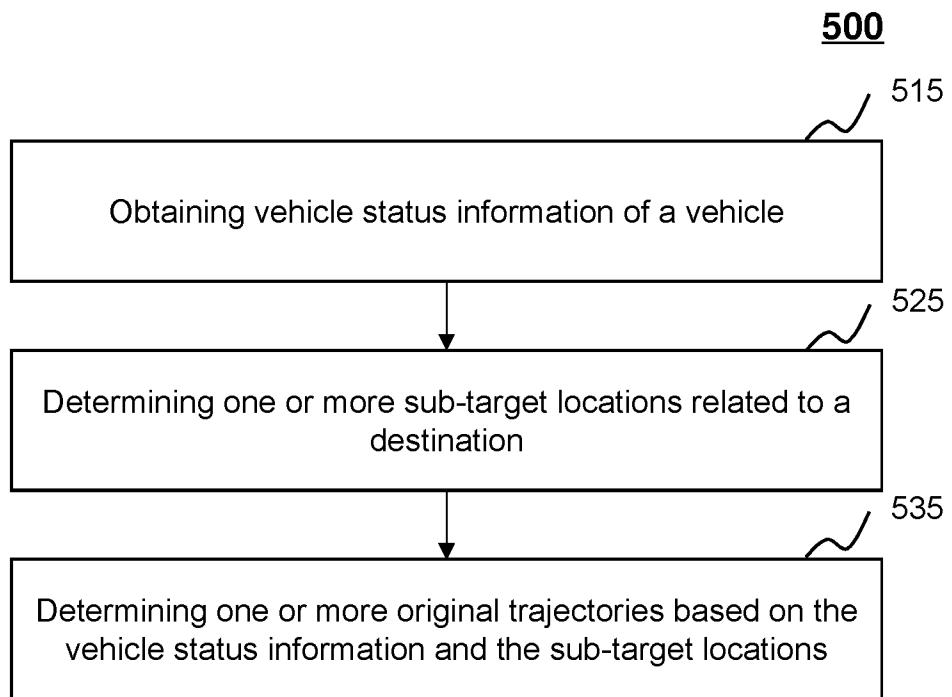 500
515
Obtaining vehicle status information of a vehicle
525
Determining one or more sub-target locations related to a
destination
535
Determining one or more original trajectories based on the
vehicle status information and the sub-target locations